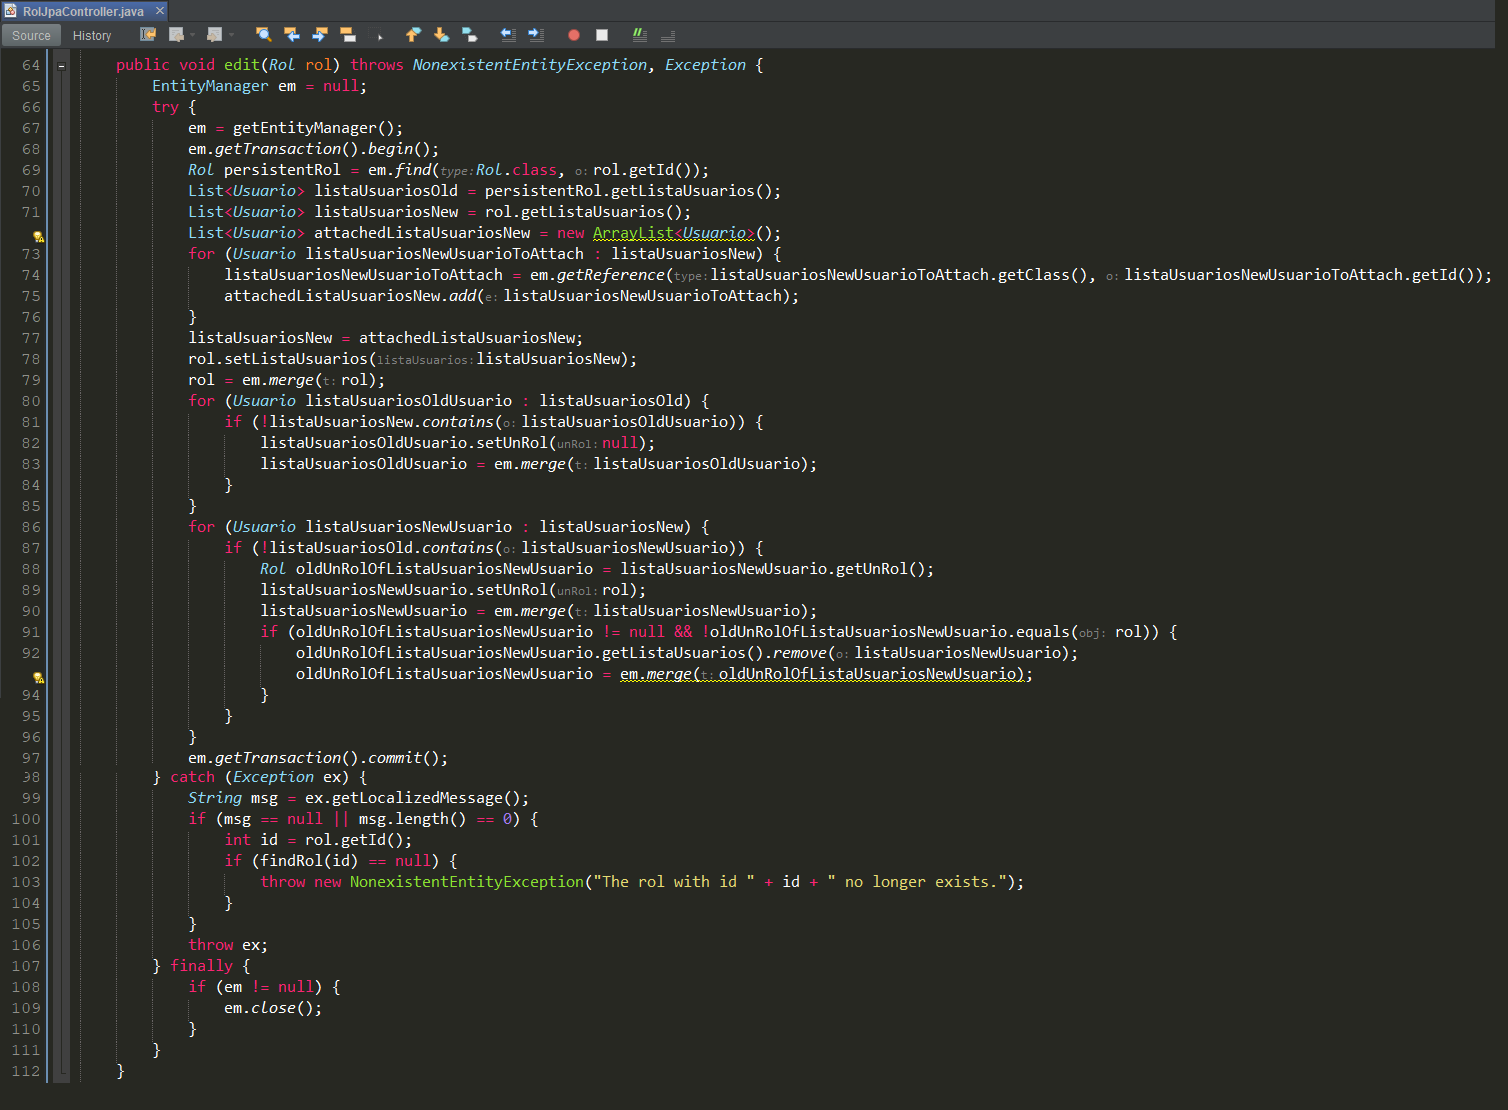 RolJpaController.java
Source History
64 public void edit(Rol rol) throws NonexistentEntityException, Exception {
65 EntityManager em = null;
66 try {
67 em = getEntityManager();
68 em.getTransaction().begin();
69 Rol persistentRol = em.find(type:Rol.class, o:rol.getId());
70 List<Usuario> listaUsuariosOld = persistentRol.getListaUsuarios();
71 List<Usuario> listaUsuariosNew = rol.getListaUsuarios();
List<Usuario> attachedListaUsuariosNew = new ArrayList<Usuario>();
73 for (Usuario listaUsuariosNewUsuarioToAttach : listaUsuariosNew) {
74 listaUsuariosNewUsuarioToAttach = em.getReference(type:listaUsuariosNewUsuarioToAttach.getClass(), o:listaUsuariosNewUsuarioToAttach.getId());
75 attachedListaUsuariosNew.add(e:listaUsuariosNewUsuarioToAttach);
76 }
77 listaUsuariosNew = attachedListaUsuariosNew;
78 rol.setListaUsuarios(listaUsuarios:listaUsuariosNew);
79 rol = em.merge(t:rol);
80 for (Usuario listaUsuariosOldUsuario : listaUsuariosOld) {
81 if (!listaUsuariosNew.contains(o:listaUsuariosOldUsuario)) {
82 listaUsuariosOldUsuario.setUnRol(unRol:null);
83 listaUsuariosOldUsuario = em.merge(t:listaUsuariosOldUsuario);
84 }
85 }
86 for (Usuario listaUsuariosNewUsuario : listaUsuariosNew) {
87 if (!listaUsuariosOld.contains(o:listaUsuariosNewUsuario)) {
88 Rol oldUnRolOfListaUsuariosNewUsuario = listaUsuariosNewUsuario.getUnRol();
89 listaUsuariosNewUsuario.setUnRol(unRol:rol);
90 listaUsuariosNewUsuario = em.merge(t:listaUsuariosNewUsuario);
91 if (oldUnRolOfListaUsuariosNewUsuario != null && !oldUnRolOfListaUsuariosNewUsuario.equals(obj: rol)) {
92 oldUnRolOfListaUsuariosNewUsuario.getListaUsuarios().remove(o:listaUsuariosNewUsuario);
oldUnRolOfListaUsuariosNewUsuario = em.merge(t:oldUnRolOfListaUsuariosNewUsuario);
94 }
95 }
96 }
97 em.getTransaction().commit();
98 } catch (Exception ex) {
99 String msg = ex.getLocalizedMessage();
100 if (msg == null || msg.length() == 0) {
101 int id = rol.getId();
102 if (findRol(id) == null) {
103 throw new NonexistentEntityException("The rol with id " + id + " no longer exists.");
104 }
105 }
106 throw ex;
107 } finally {
108 if (em != null) {
109 em.close();
110 }
111 }
112 }